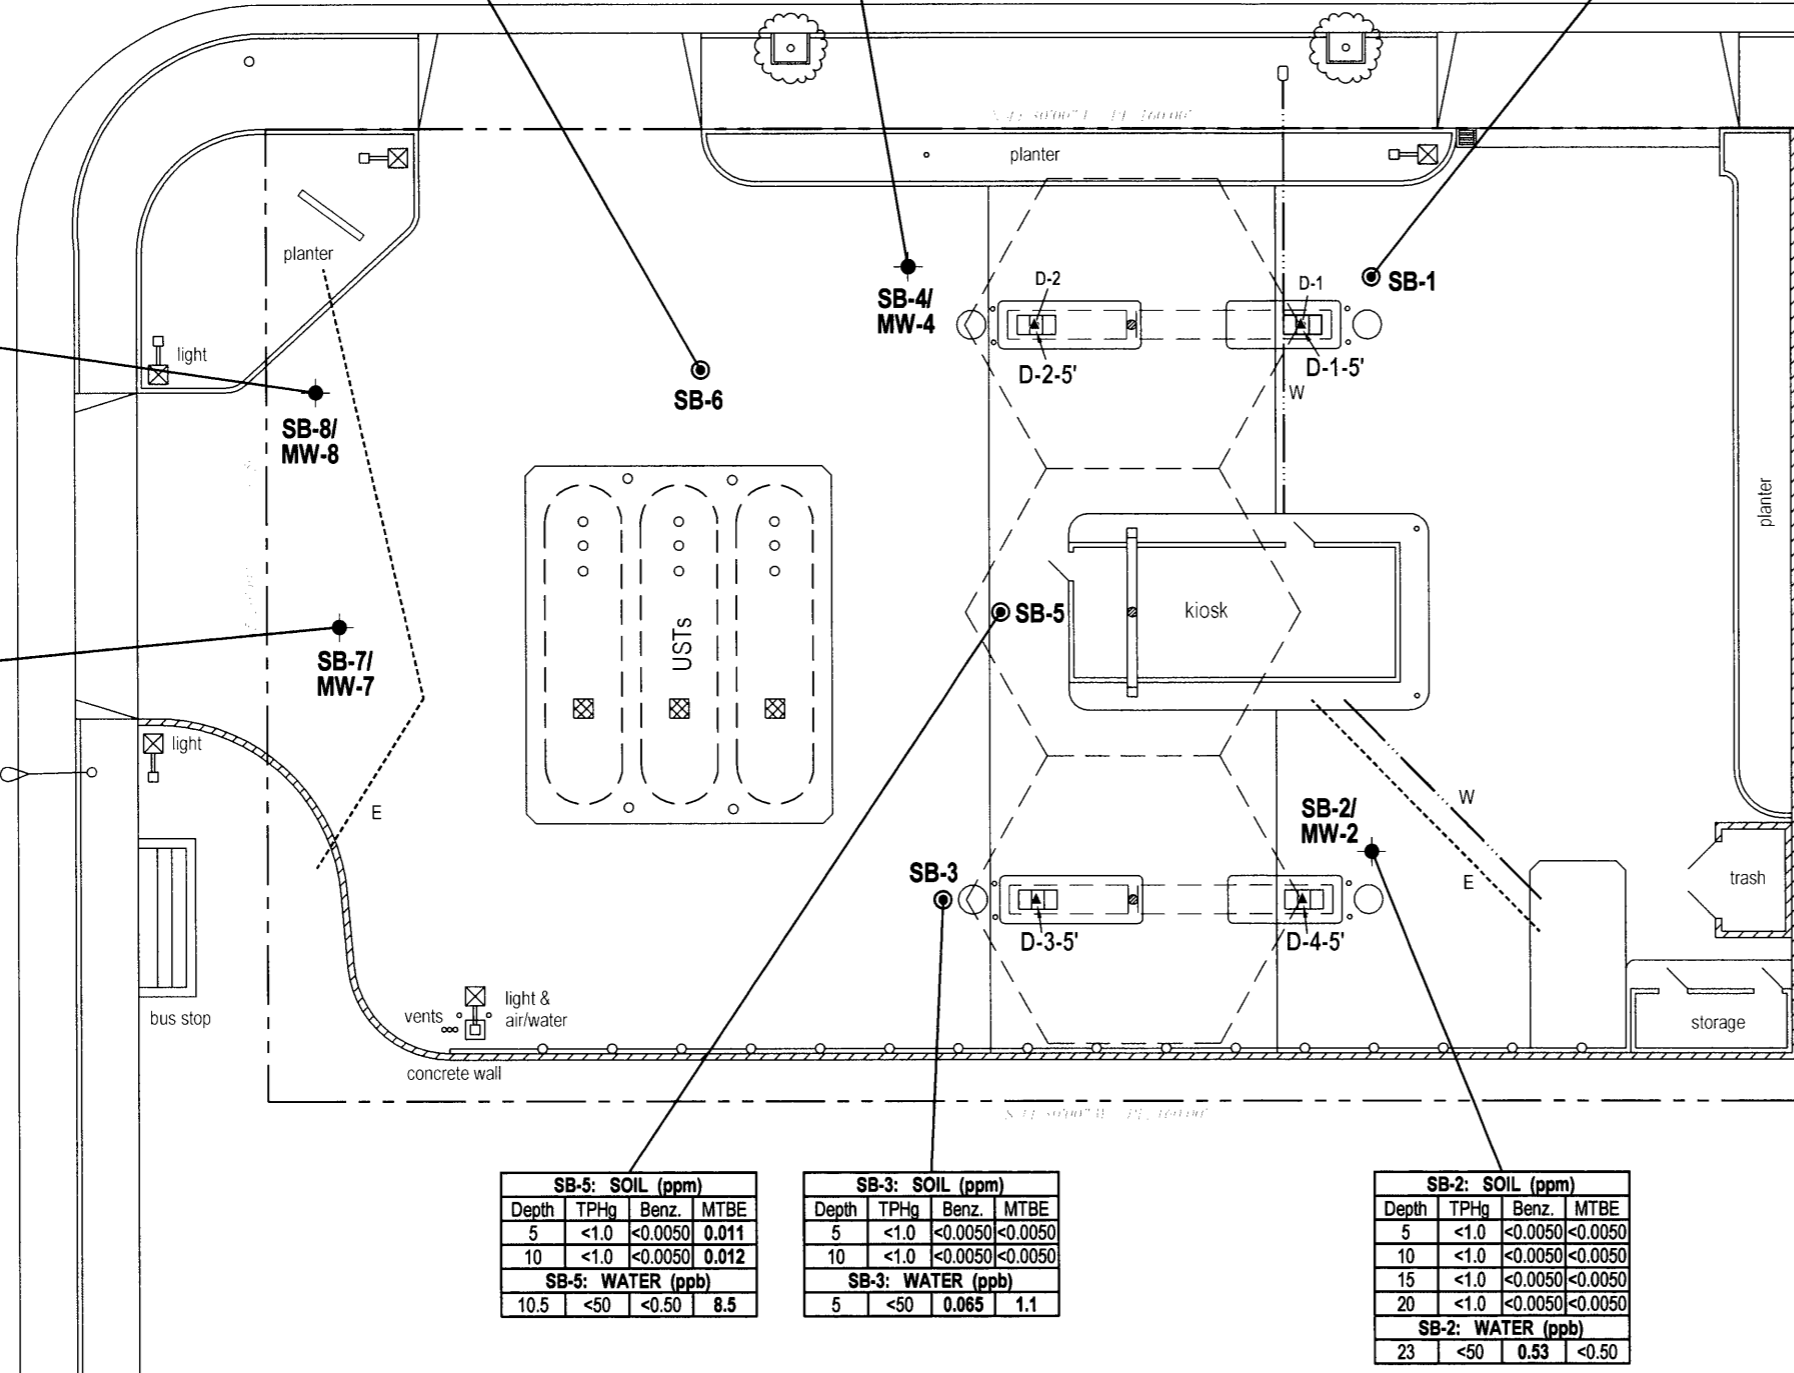 planter
planter
D-2
D-1
SB-1
SB-4/
MW-4
light
D-2-5'
D-1-5'
W
SB-6
SB-8/
MW-8
planter
USTs
SB-5
kiosk
SB-7/
MW-7
light
E
SB-2/
MW-2
W
SB-3
E
trash
D-3-5'
D-4-5'
vents
light &
air/water
bus stop
storage
concrete wall
SB-5: SOIL (ppm)
Depth TPHg Benz. MTBE
5 <1.0 <0.0050 0.011
10 <1.0 <0.0050 0.012
SB-5: WATER (ppb)
10.5 <50 <0.50 8.5
SB-3: SOIL (ppm)
Depth TPHg Benz. MTBE
5 <1.0 <0.0050 <0.0050
10 <1.0 <0.0050 <0.0050
SB-3: WATER (ppb)
5 <50 0.065 1.1
SB-2: SOIL (ppm)
Depth TPHg Benz. MTBE
5 <1.0 <0.0050 <0.0050
10 <1.0 <0.0050 <0.0050
15 <1.0 <0.0050 <0.0050
20 <1.0 <0.0050 <0.0050
SB-2: WATER (ppb)
23 <50 0.53 <0.50